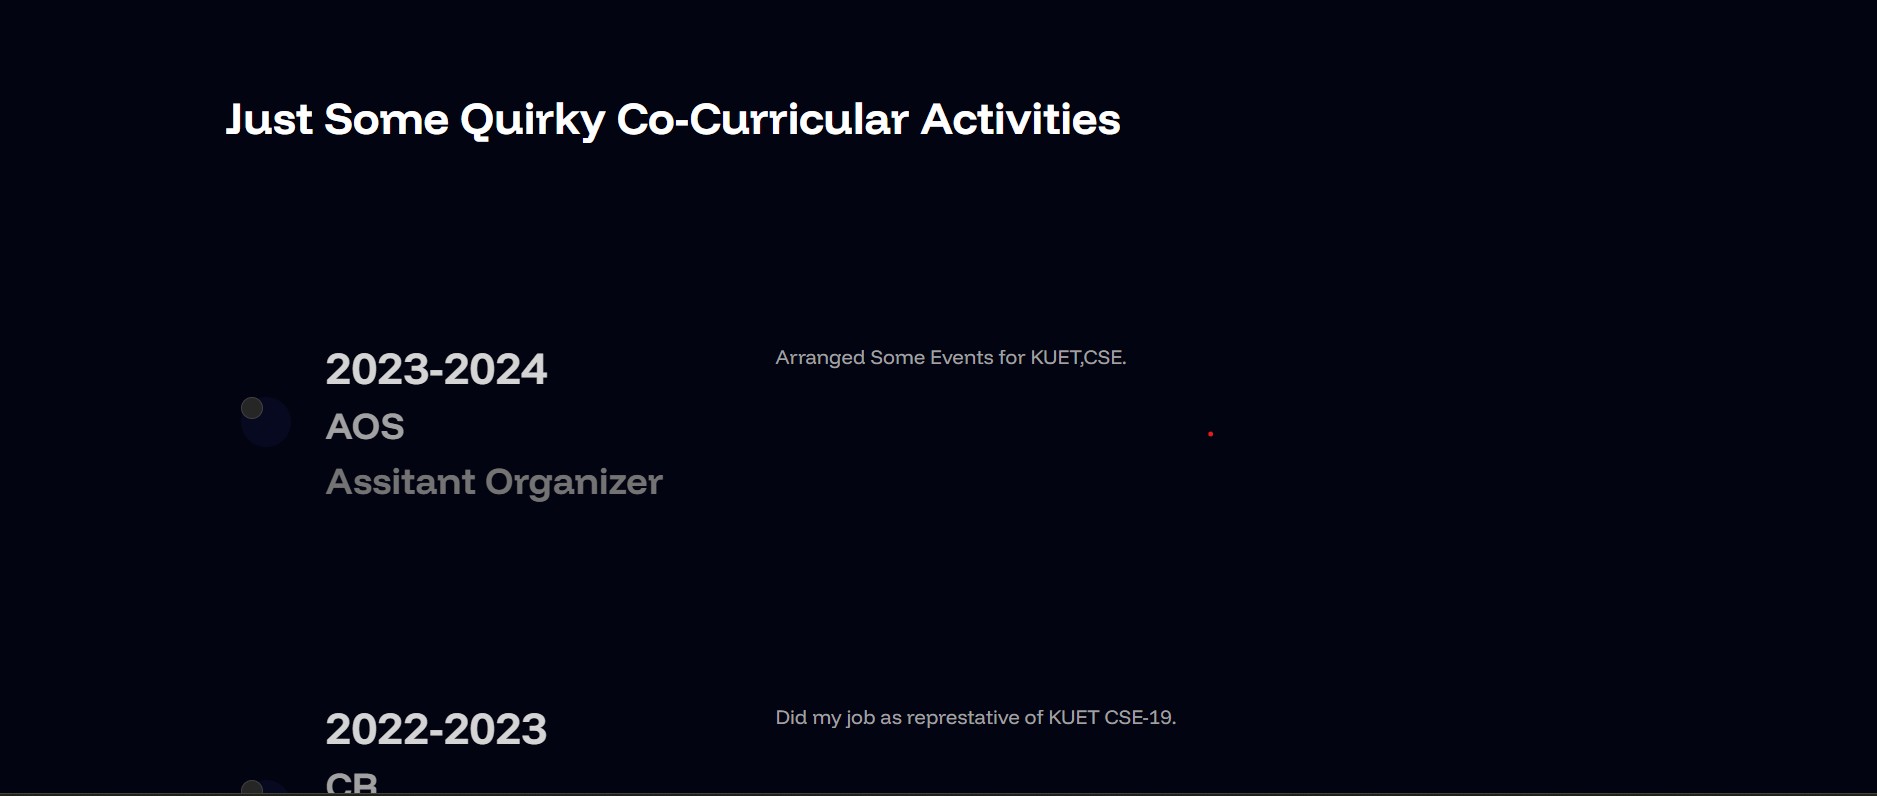 Just Some Quirky Co-Curricular Activities
2023-2024
AOS
Assitant Organizer
Arranged Some Events for KUET,CSE.
2022-2023
Did my job as represtative of KUET CSE-19.